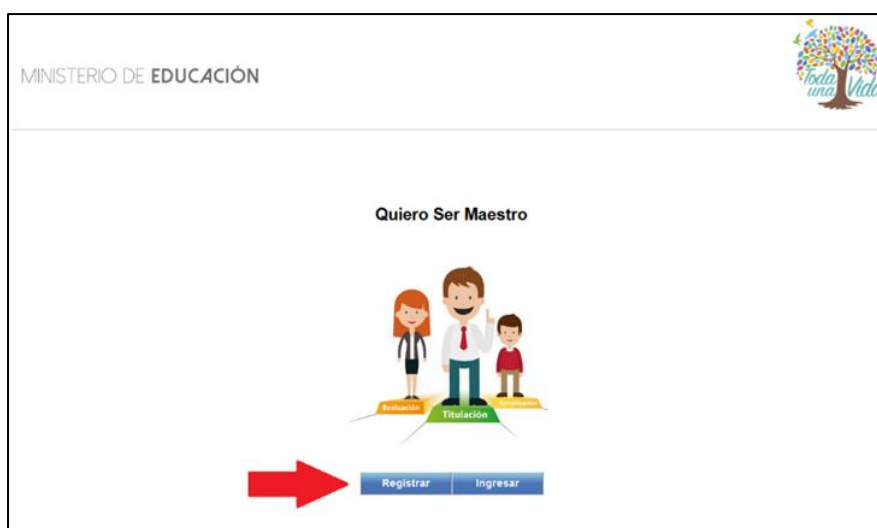 MINISTERIO DE EDUCACIÓN
Toda
una Vida
Quiero Ser Maestro
Evaluación
Titulación
Registrar Ingresar